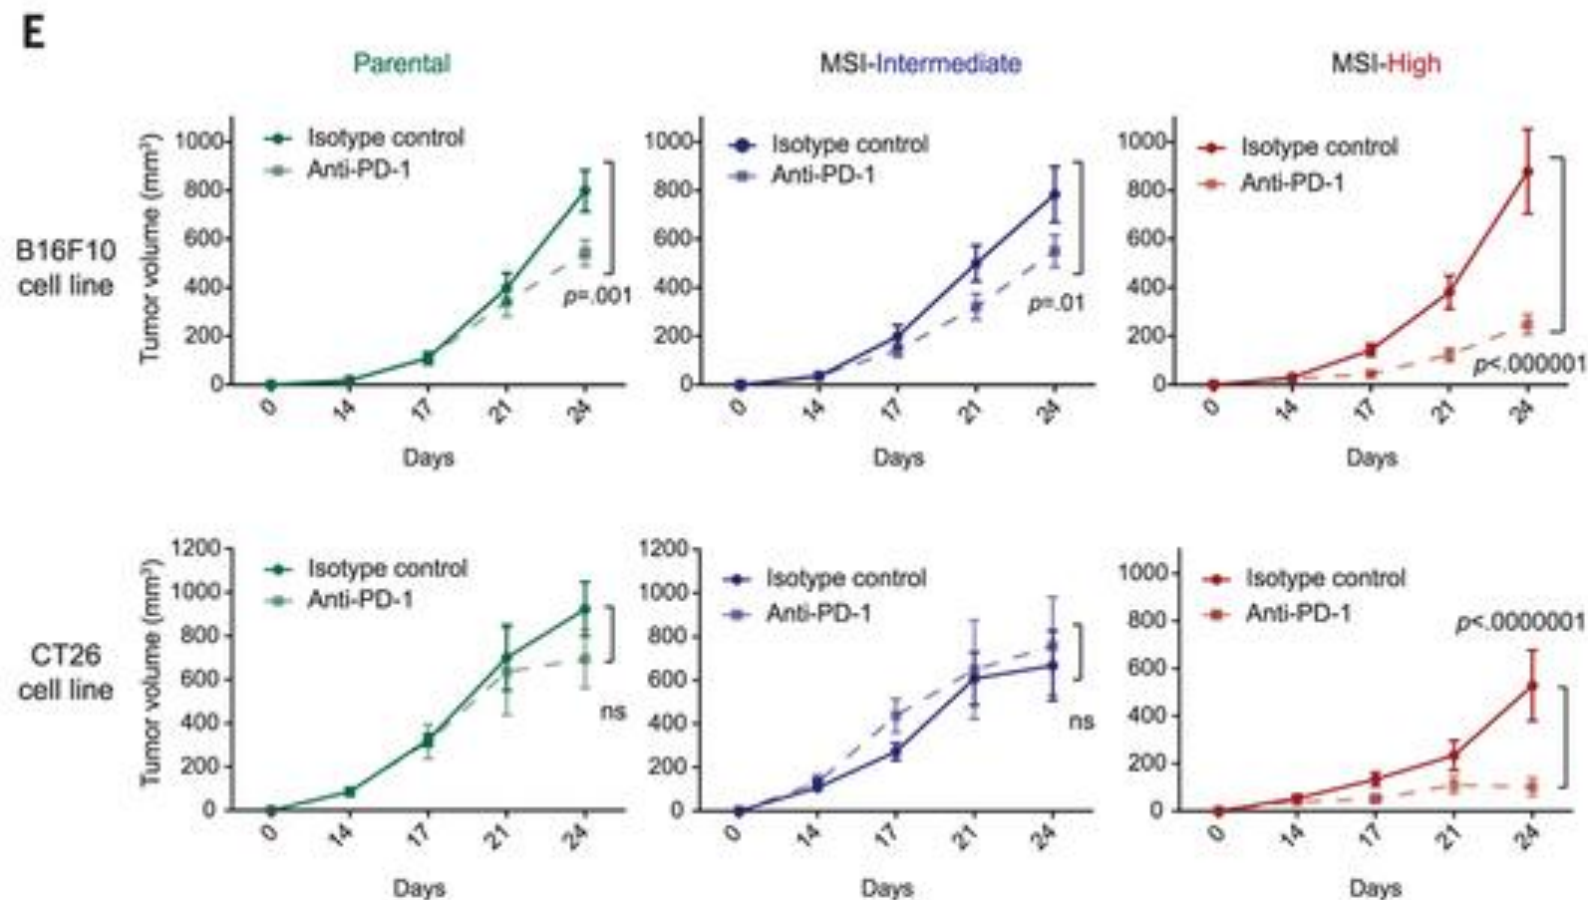 E
Parental
MSI-Intermediate
MSI-High
B16F10
cell line
Tumor volume (mm³)
1000
800
600
400
200
0
Isotype control
Anti-PD-1
p=.001
0 14 17 21 24
Days
1000
800
600
400
200
0
Isotype control
Anti-PD-1
p=.01
0 14 17 21 24
Days
1000
800
600
400
200
0
Isotype control
Anti-PD-1
p<.000001
0 14 17 21 24
Days
CT26
cell line
Tumor volume (mm³)
1200
1000
800
600
400
200
0
Isotype control
Anti-PD-1
ns
0 14 17 21 24
Days
1200
1000
800
600
400
200
0
Isotype control
Anti-PD-1
ns
0 14 17 21 24
Days
1000
800
600
400
200
0
Isotype control
Anti-PD-1
p<.0000001
0 14 17 21 24
Days